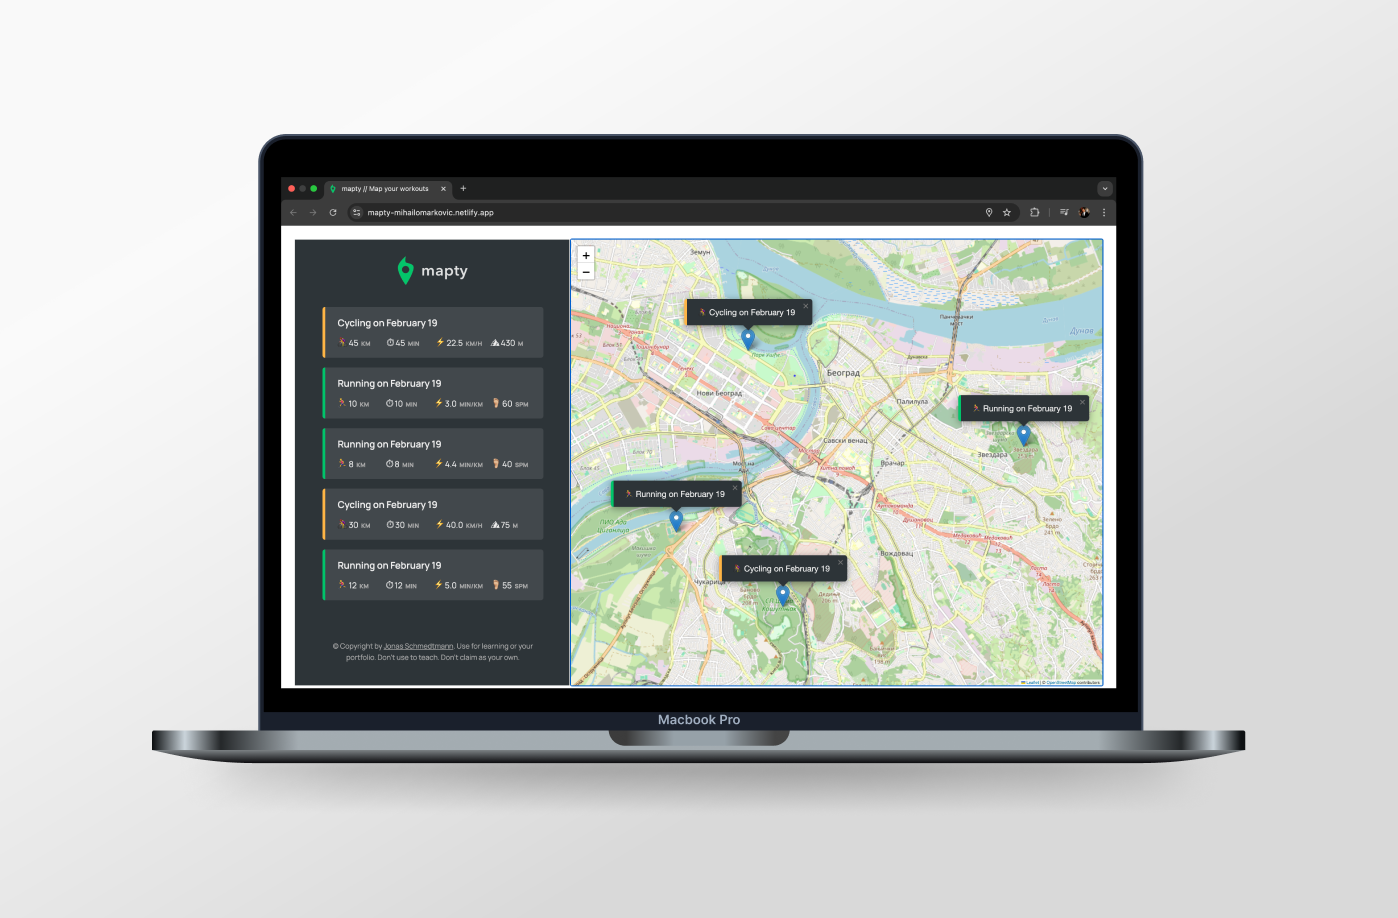 mapty // Map your workouts
mapty-mihailomarkovic.netlify.app
mapty
Cycling on February 19
45 KM 45 MIN 22.5 KM/H 430 M
Running on February 19
10 KM 10 MIN 3.0 MIN/KM 60 SPM
Running on February 19
8 KM 8 MIN 4.4 MIN/KM 40 SPM
Cycling on February 19
30 KM 30 MIN 40.0 KM/H 75 M
Running on February 19
12 KM 12 MIN 5.0 MIN/KM 55 SPM
© Copyright by Jonas Schmedtmann. Use for learning or your
portfolio. Don't use to teach. Don't claim as your own.
+
−
Земун
Cycling on February 19
Панчевачки
мост
Дунав
Београд
Нови Београд
Палилула
Running on February 19
Савски венац
Звездара
Врачар
Running on February 19
Вождовац
Cycling on February 19
Чукарица
Leaflet | © OpenStreetMap contributors
Macbook Pro